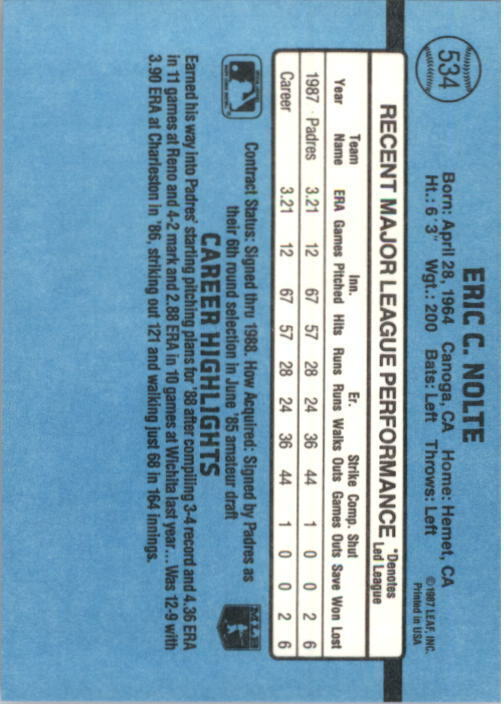 534
ERIC C. NOLTE
Born: April 28, 1964 Canoga, CA Home: Hemet, CA
Ht.: 6' 3" Wgt.: 200 Bats: Left Throws: Left
© 1987 LEAF, INC.
Printed in USA
RECENT MAJOR LEAGUE PERFORMANCE *Denotes Led League
Team Inn. Er. Strike Comp. Shut
Year Name ERA Games Pitched Hits Runs Runs Walks Outs Games Outs Save Won Lost
1987 Padres 3.21 12 67 57 28 24 36 44 1 0 0 2 6
Career 3.21 12 67 57 28 24 36 44 1 0 0 2 6
Contract Status: Signed thru 1988. How Acquired: Signed by Padres as
their 6th round selection in June '85 amateur draft
MLB
CAREER HIGHLIGHTS
Earned his way into Padres' starting pitching plans for '88 after compiling 3-4 record and 4.36 ERA
in 11 games at Reno and 4-2 mark and 2.88 ERA in 10 games at Wichita last year... Was 12-9 with
3.90 ERA at Charleston in '86, striking out 121 and walking just 68 in 164 innings.